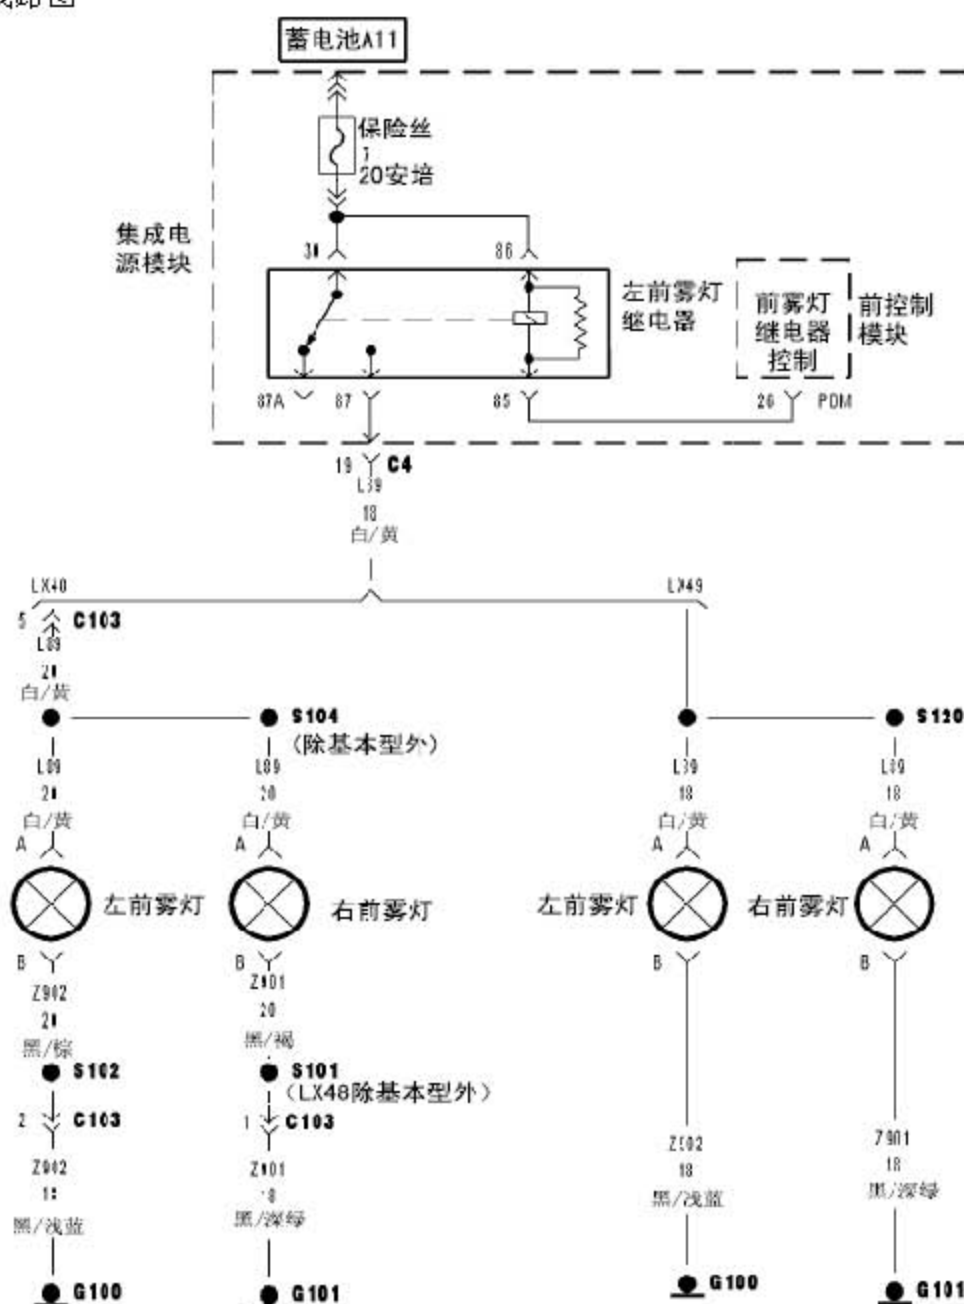 蓄电池A11
保险丝
20安培
集成电
源模块
30
86
左前雾灯
继电器
前雾灯
继电器
控制
前控制
模块
87A
87
85
26
PDM
19
C4
18
白/黄
LX48
LX49
5
C103
L89
20
白/黄
S104
(除基本型外)
S120
L89
L89
L89
L89
20
20
18
18
白/黄
白/黄
白/黄
白/黄
A
A
A
A
左前雾灯
右前雾灯
左前雾灯
右前雾灯
B
B
B
B
Z902
Z901
20
20
黑/棕
黑/褐
S102
S101
(LX48除基本型外)
2
C103
1
C103
Z902
Z901
Z902
Z901
18
18
18
黑/浅蓝
黑/深绿
黑/浅蓝
黑/深绿
G100
G101
G100
G101